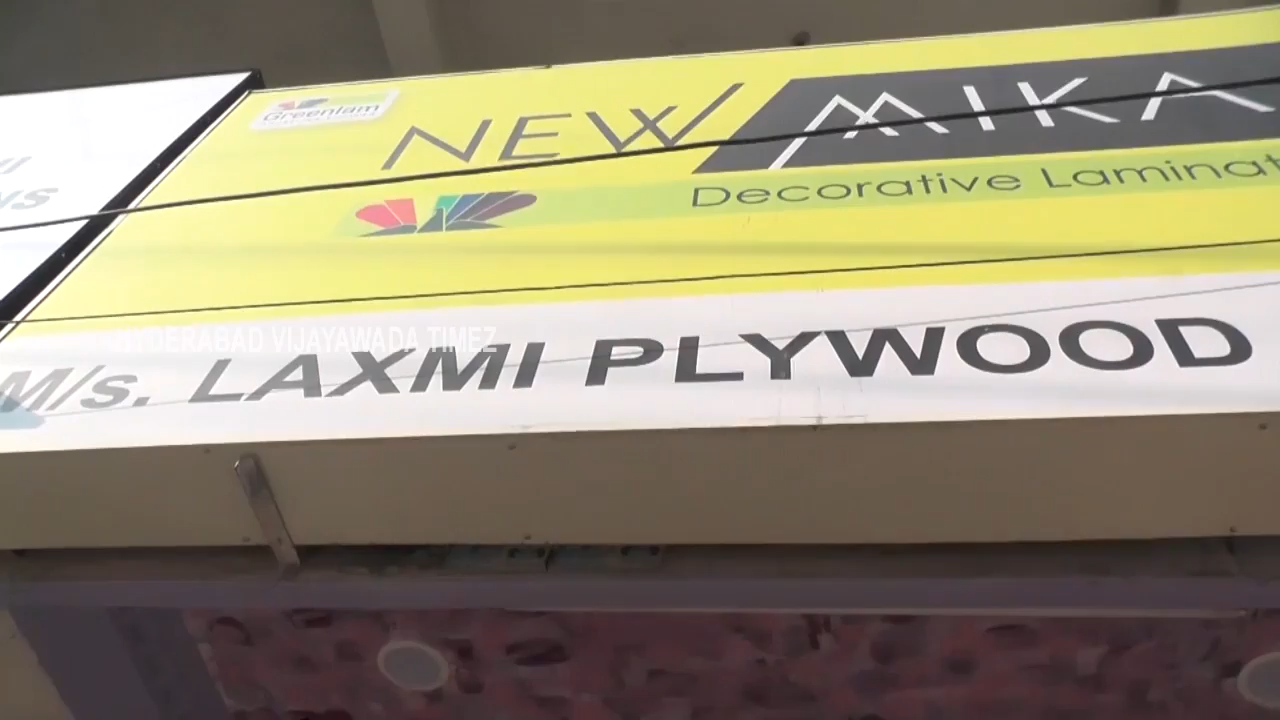 Greenlam
NEW MIKA
Decorative Laminat
HYDERABAD VIJAYAWADA TIMEZ
M/s. LAXMI PLYWOOD